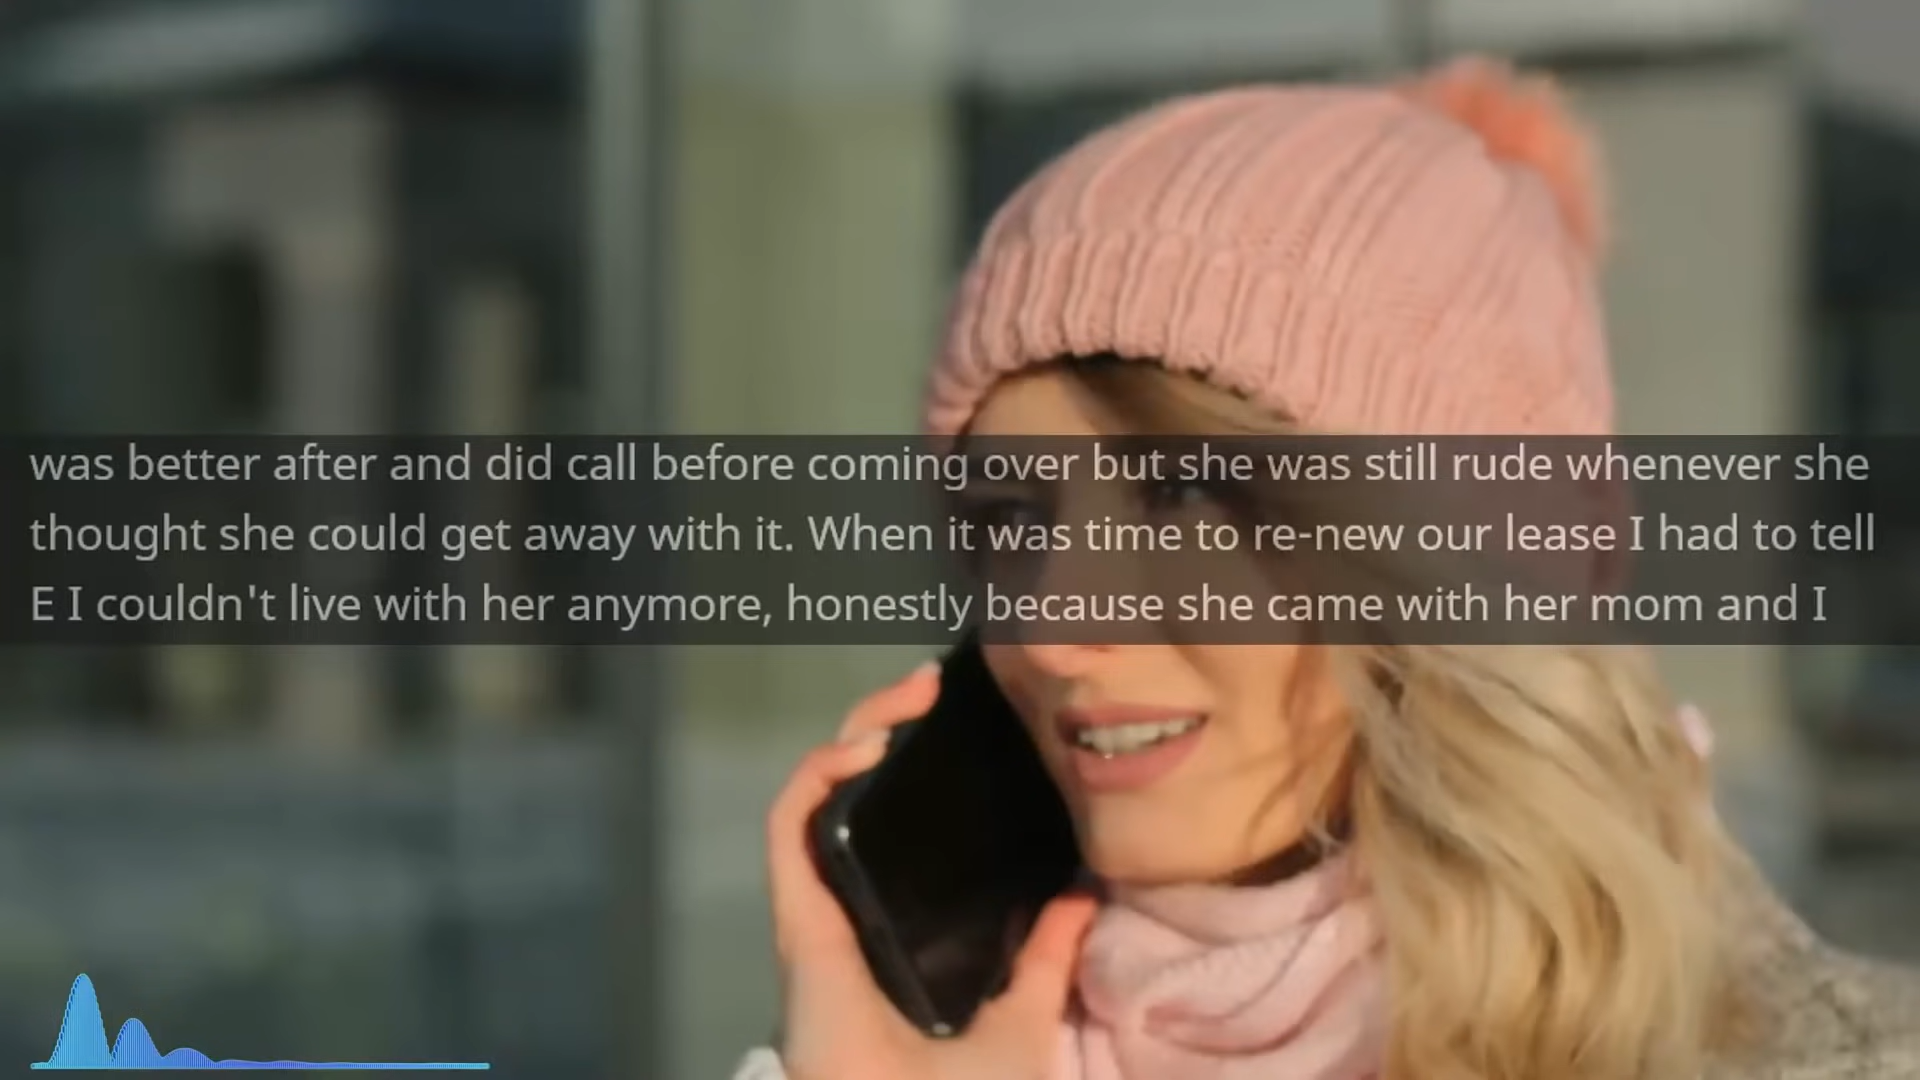 was better after and did call before coming over but she was still rude whenever she
thought she could get away with it. When it was time to re-new our lease I had to tell
E I couldn't live with her anymore, honestly because she came with her mom and I